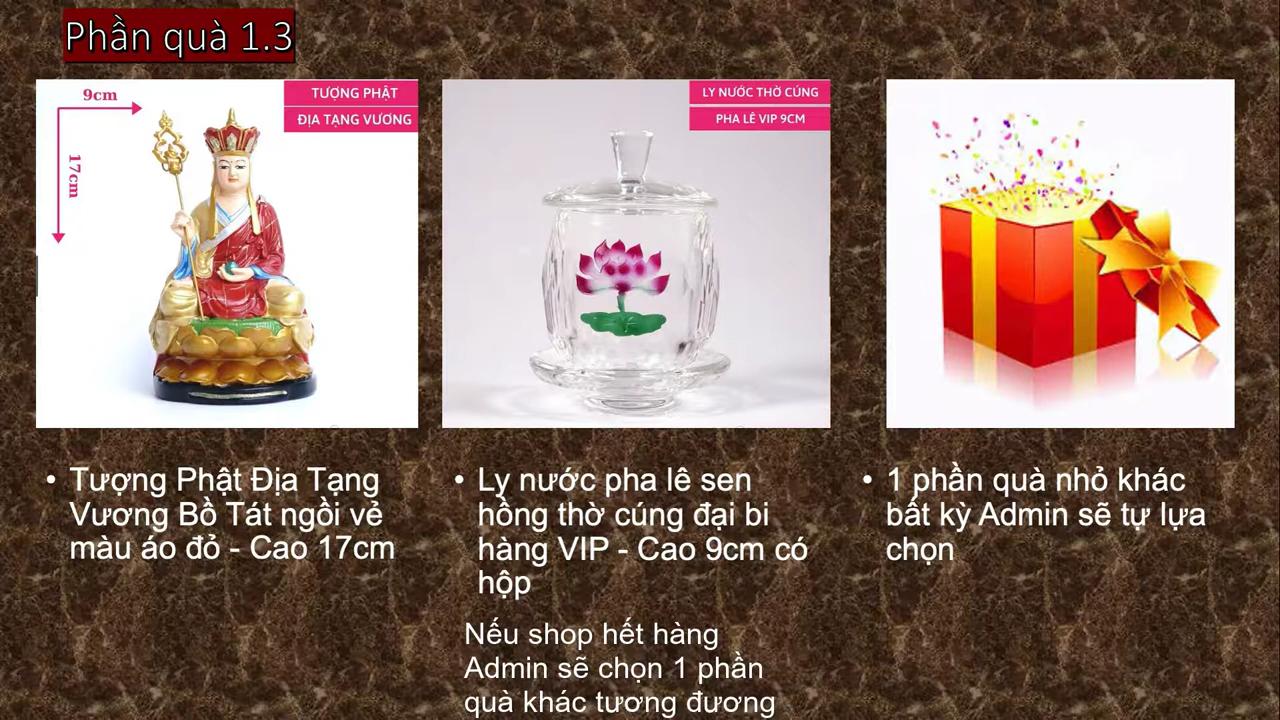 Phần quà 1.3
9cm
17cm
TƯỢNG PHẬT
ĐỊA TẠNG VƯƠNG
LY NƯỚC THỜ CÚNG
PHA LÊ VIP 9CM
• Tượng Phật Địa Tạng
Vương Bồ Tát ngồi vẻ
màu áo đỏ - Cao 17cm
• Ly nước pha lê sen
hồng thờ cúng đại bi
hàng VIP - Cao 9cm có
hộp
Nếu shop hết hàng
Admin sẽ chọn 1 phần
quà khác tương đương
• 1 phần quà nhỏ khác
bất kỳ Admin sẽ tự lựa
chọn